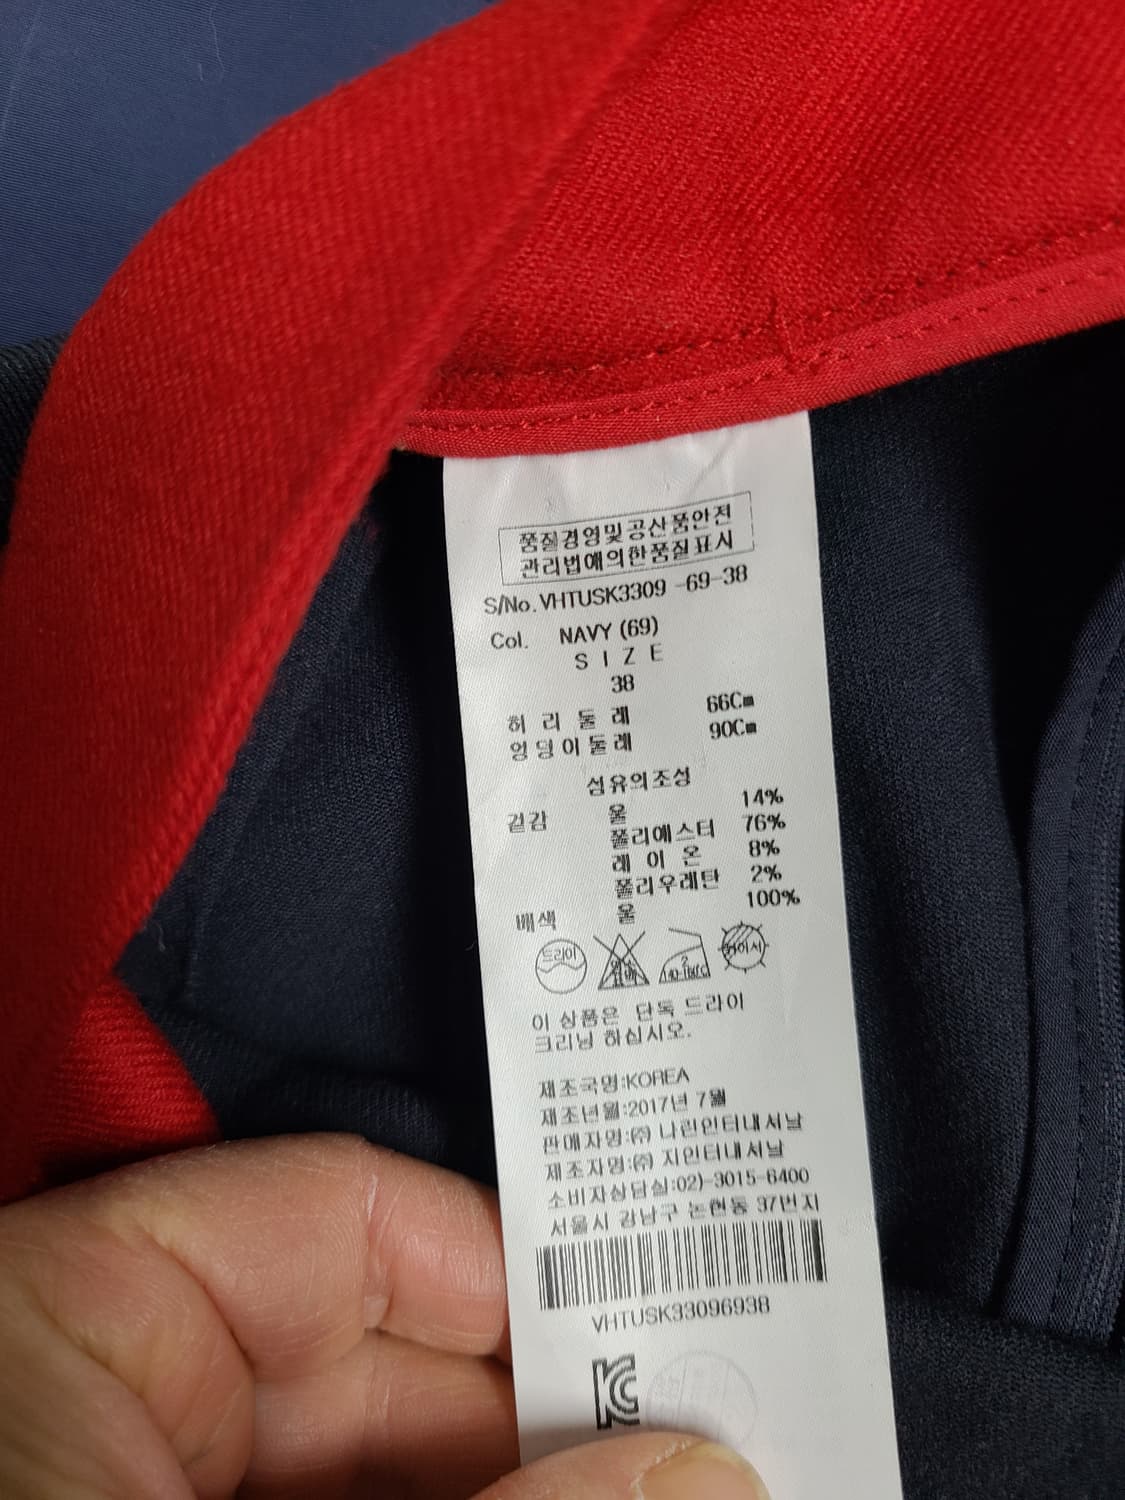 품질경영및공산품안전
관리법에의한품질표시
S/No. VHTUSK3309 -69-38
Col. NAVY (69)
SIZE
38
허리둘레 66Cm
엉덩이둘레 90Cm
섬유의조성
겉감 울 14%
폴리에스터 76%
레이온 8%
폴리우레탄 2%
배색 울 100%
드라이
이 상품은 단독 드라이
크리닝 하십시오.
제조국명:KOREA
제조년월:2017년 7월
판매자명:㈜ 나린인터내셔날
제조자명:㈜ 지인터내셔날
소비자상담실:02)-3015-6400
서울시 강남구 논현동 37번지
VHTUSK33096938
KC